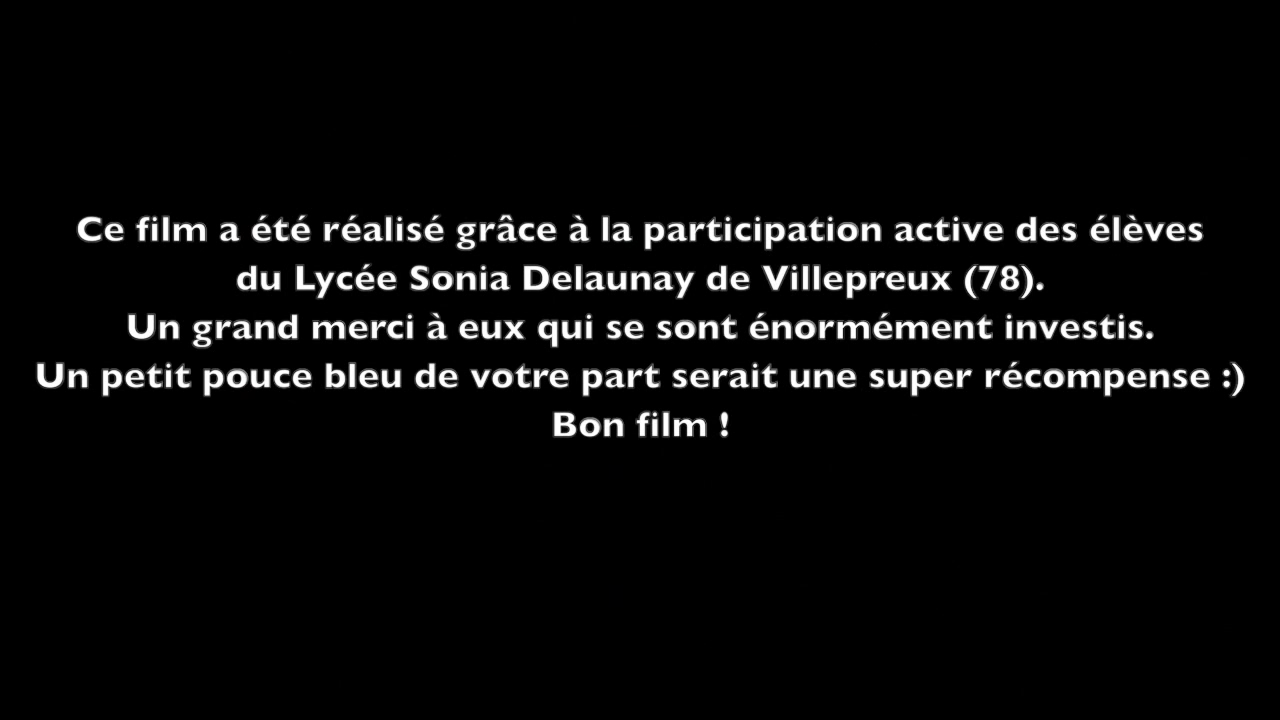 Ce film a été réalisé grâce à la participation active des élèves
du Lycée Sonia Delaunay de Villepreux (78).
Un grand merci à eux qui se sont énormément investis.
Un petit pouce bleu de votre part serait une super récompense :)
Bon film !